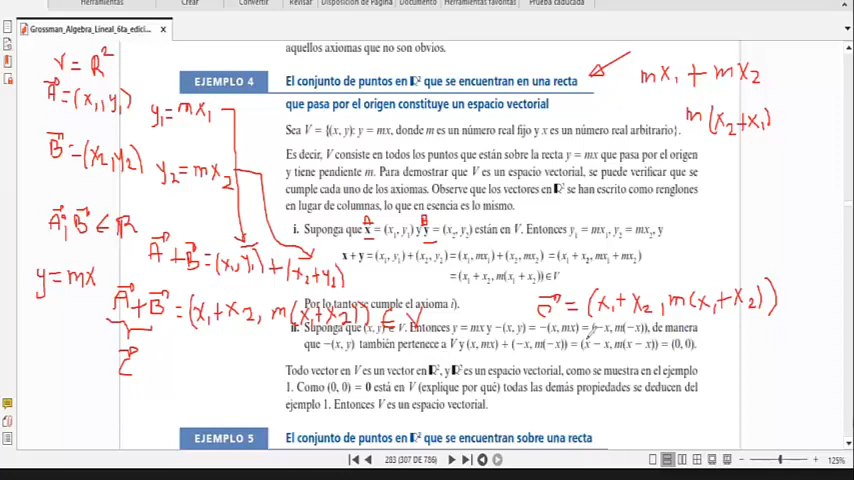 Herramientas Crear Convertir Revisar Disposición de Página Documento Herramientas favoritas Prueba caducada
Grossman_Algebra_Lineal_6ta_edici... ×
aquellos axiomas que no son obvios.
EJEMPLO 4 El conjunto de puntos en ℝ² que se encuentran en una recta
que pasa por el origen constituye un espacio vectorial
Sea V = {(x, y): y = mx, donde m es un número real fijo y x es un número real arbitrario}.
Es decir, V consiste en todos los puntos que están sobre la recta y = mx que pasa por el origen
y tiene pendiente m. Para demostrar que V es un espacio vectorial, se puede verificar que se
cumple cada uno de los axiomas. Observe que los vectores en ℝ² se han escrito como renglones
en lugar de columnas, lo que en esencia es lo mismo.
i. Suponga que x = (x₁, y₁) y y = (x₂, y₂) están en V. Entonces y₁ = mx₁, y₂ = mx₂, y
x + y = (x₁, y₁) + (x₂, y₂) = (x₁, mx₁) + (x₂, mx₂) = (x₁ + x₂, mx₁ + mx₂)
= (x₁ + x₂, m(x₁ + x₂)) ∈ V
Por lo tanto se cumple el axioma i).
ii. Suponga que (x, y) ∈ V. Entonces y = mx y −(x, y) = −(x, mx) = (−x, m(−x)), de manera
que −(x, y) también pertenece a V y (x, mx) + (−x, m(−x)) = (x − x, m(x − x)) = (0, 0).
Todo vector en V es un vector en ℝ², y ℝ² es un espacio vectorial, como se muestra en el ejemplo
1. Como (0, 0) = 0 está en V (explique por qué) todas las demás propiedades se deducen del
ejemplo 1. Entonces V es un espacio vectorial.
EJEMPLO 5 El conjunto de puntos en ℝ² que se encuentran sobre una recta
V = R²
A⃗ = (x₁, y₁)
B⃗ = (x₂, y₂)
A⃗, B⃗ ∈ R
y = mx
y₁ = mx₁
y₂ = mx₂
A B
A⃗ + B⃗ = (x₁, y₁) + (x₂ + y₂)
A⃗ + B⃗ = (x₁ + x₂, m(x₁ + x₂)) ∈ V
mx₁ + mx₂
m(x₂ + x₁)
C⃗ = (x₁ + x₂, m(x₁ + x₂))
283 (307 DE 786) 125%